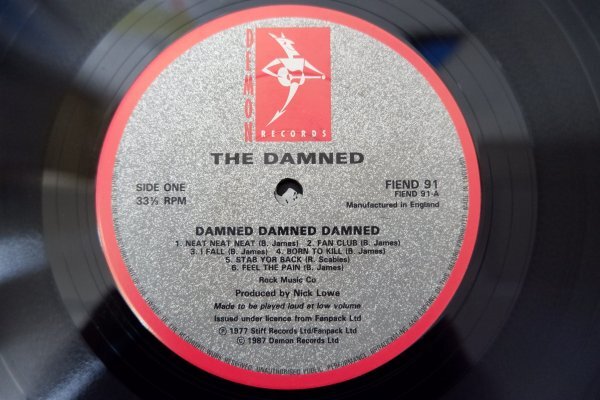 DEMON
RECORDS
THE DAMNED
SIDE ONE
33⅓ RPM
FIEND 91
FIEND 91-A
Manufactured in England
DAMNED DAMNED DAMNED
1. NEAT NEAT NEAT (B. James) 2. FAN CLUB (B. James)
3. I FALL (B. James) 4. BORN TO KILL (B. James)
5. STAB YOR BACK (R. Scabies)
6. FEEL THE PAIN (B. James)
Rock Music Co
Produced by Nick Lowe
Made to be played loud at low volume
Issued under licence from Fanpack Ltd
℗ 1977 Stiff Records Ltd/Fanpack Ltd
© 1987 Demon Records Ltd